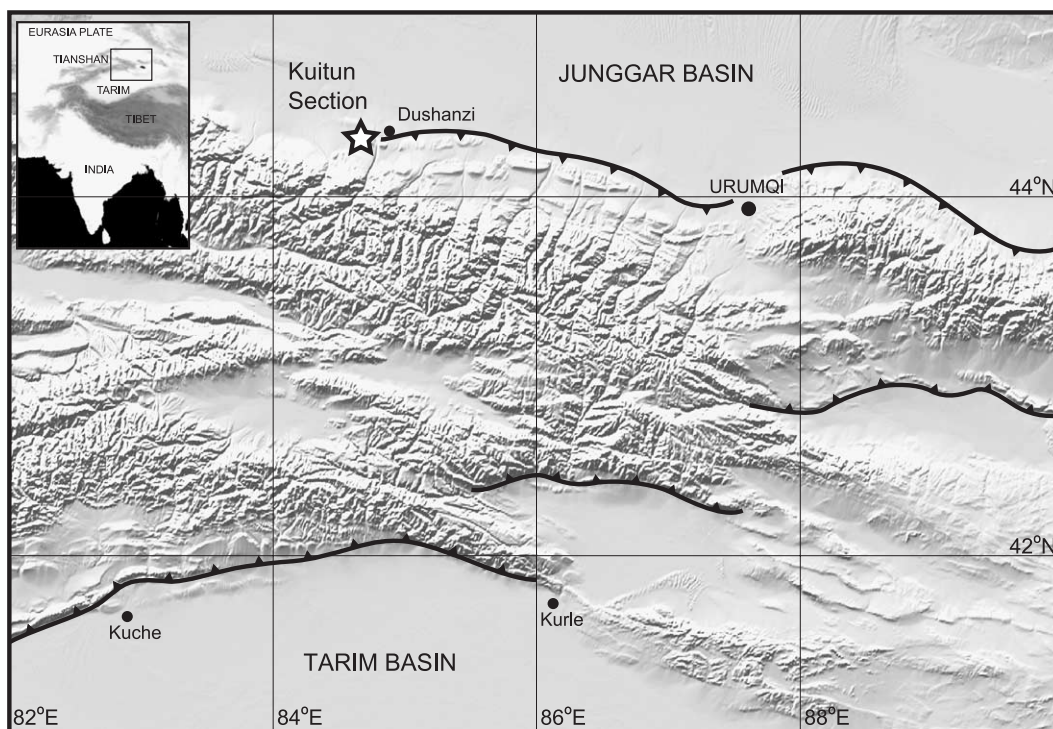 EURASIA PLATE
TIANSHAN
TARIM
TIBET
INDIA
Kuitun
Section
Dushanzi
JUNGGAR BASIN
URUMQI
44°N
42°N
Kuche
Kurle
TARIM BASIN
82°E
84°E
86°E
88°E